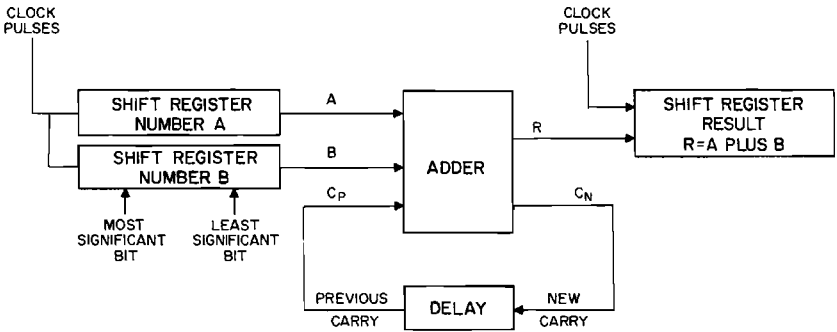 CLOCK
PULSES
CLOCK
PULSES
SHIFT REGISTER
NUMBER A
A
SHIFT REGISTER
NUMBER B
B
ADDER
R
SHIFT REGISTER
RESULT
R=A PLUS B
CP
CN
MOST
SIGNIFICANT
BIT
LEAST
SIGNIFICANT
BIT
PREVIOUS
CARRY
DELAY
NEW
CARRY